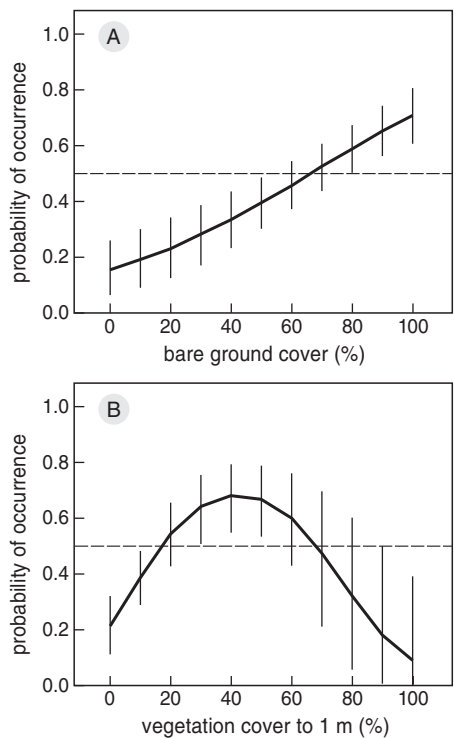 A
1.0
0.8
0.6
0.4
0.2
0.0
probability of occurrence
0 20 40 60 80 100
bare ground cover (%)
B
1.0
0.8
0.6
0.4
0.2
0.0
probability of occurrence
0 20 40 60 80 100
vegetation cover to 1 m (%)